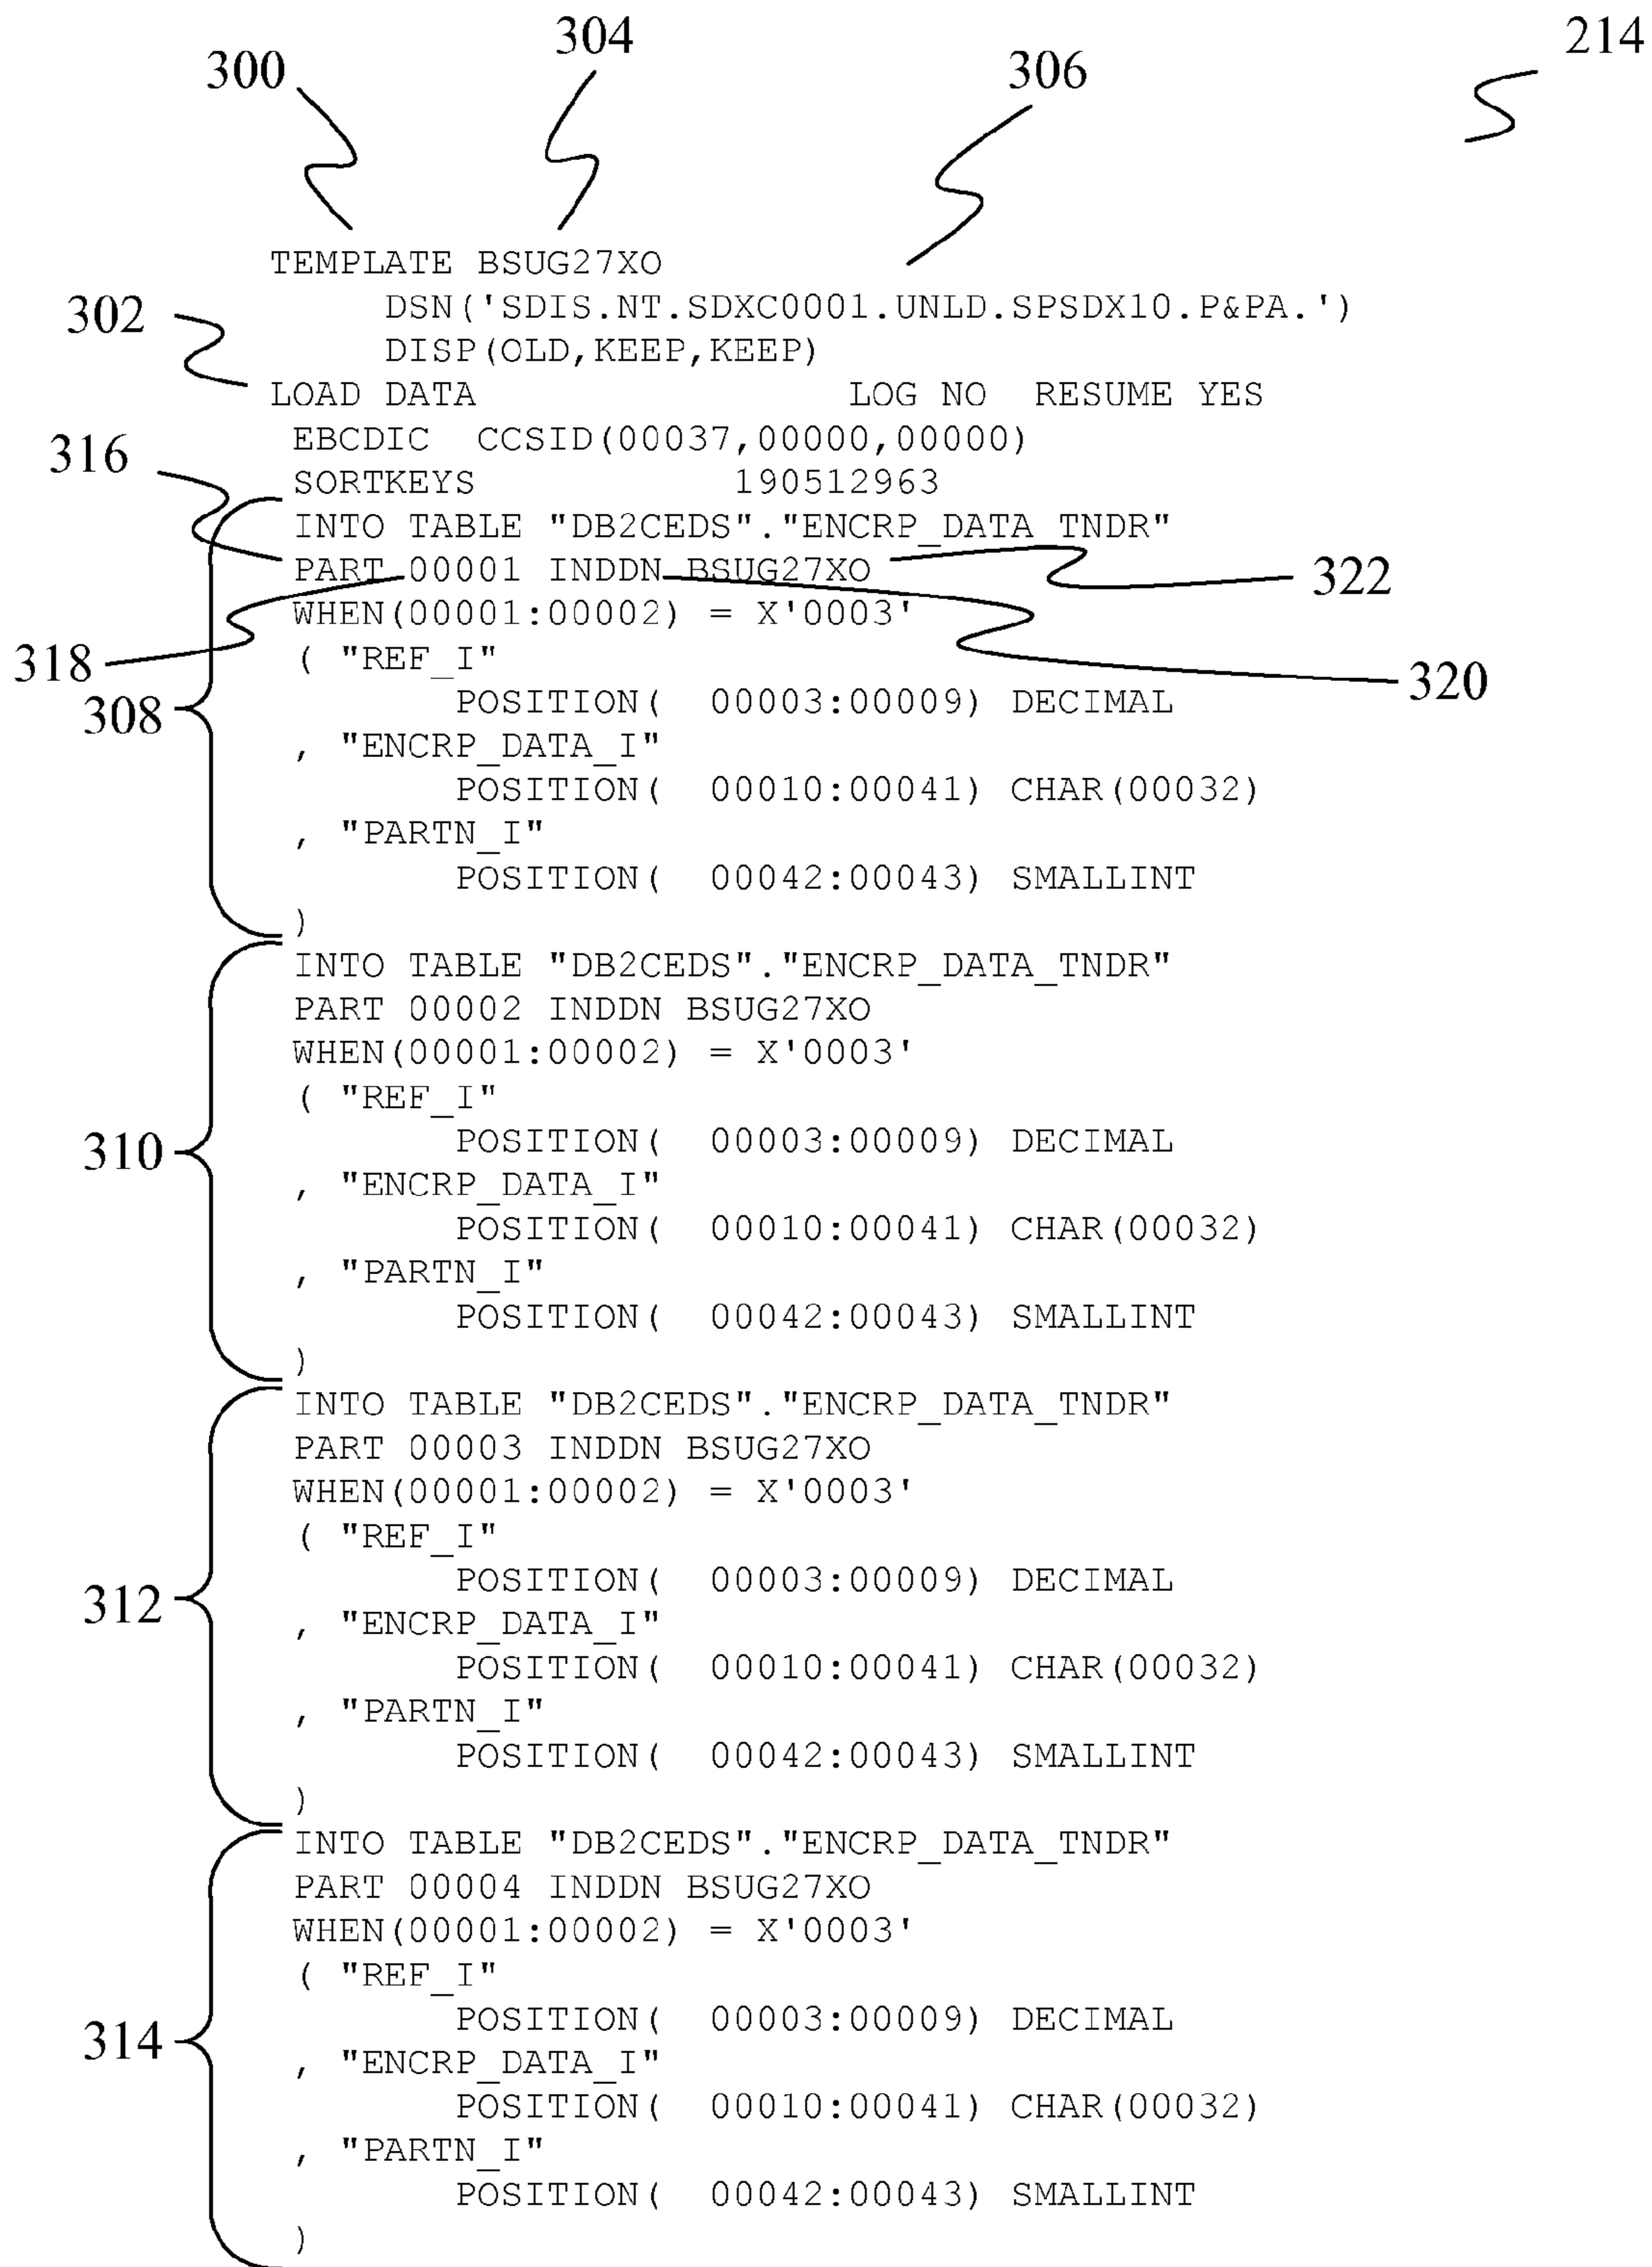 304
214
300
306
TEMPLATE BSUG27XO
DSN('SDIS.NT.SDXC0001.UNLD.SPSDX10.P&PA.')
302
DISP(OLD,KEEP,KEEP)
LOAD DATA LOG NO RESUME YES
EBCDIC CCSID(00037,00000,00000)
316
SORTKEYS 190512963
INTO TABLE "DB2CEDS"."ENCRP_DATA_TNDR"
PART 00001 INDDN BSUG27XO
322
WHEN(00001:00002) = X'0003'
318
( "REF_I"
320
308
POSITION( 00003:00009) DECIMAL
, "ENCRP_DATA_I"
POSITION( 00010:00041) CHAR(00032)
, "PARTN_I"
POSITION( 00042:00043) SMALLINT
)
INTO TABLE "DB2CEDS"."ENCRP_DATA_TNDR"
PART 00002 INDDN BSUG27XO
WHEN(00001:00002) = X'0003'
( "REF_I"
310
POSITION( 00003:00009) DECIMAL
, "ENCRP_DATA_I"
POSITION( 00010:00041) CHAR(00032)
, "PARTN_I"
POSITION( 00042:00043) SMALLINT
)
INTO TABLE "DB2CEDS"."ENCRP_DATA_TNDR"
PART 00003 INDDN BSUG27XO
WHEN(00001:00002) = X'0003'
( "REF_I"
POSITION( 00003:00009) DECIMAL
312
, "ENCRP_DATA_I"
POSITION( 00010:00041) CHAR(00032)
, "PARTN_I"
POSITION( 00042:00043) SMALLINT
)
INTO TABLE "DB2CEDS"."ENCRP_DATA_TNDR"
PART 00004 INDDN BSUG27XO
WHEN(00001:00002) = X'0003'
( "REF_I"
POSITION( 00003:00009) DECIMAL
314
, "ENCRP_DATA_I"
POSITION( 00010:00041) CHAR(00032)
, "PARTN_I"
POSITION( 00042:00043) SMALLINT
)